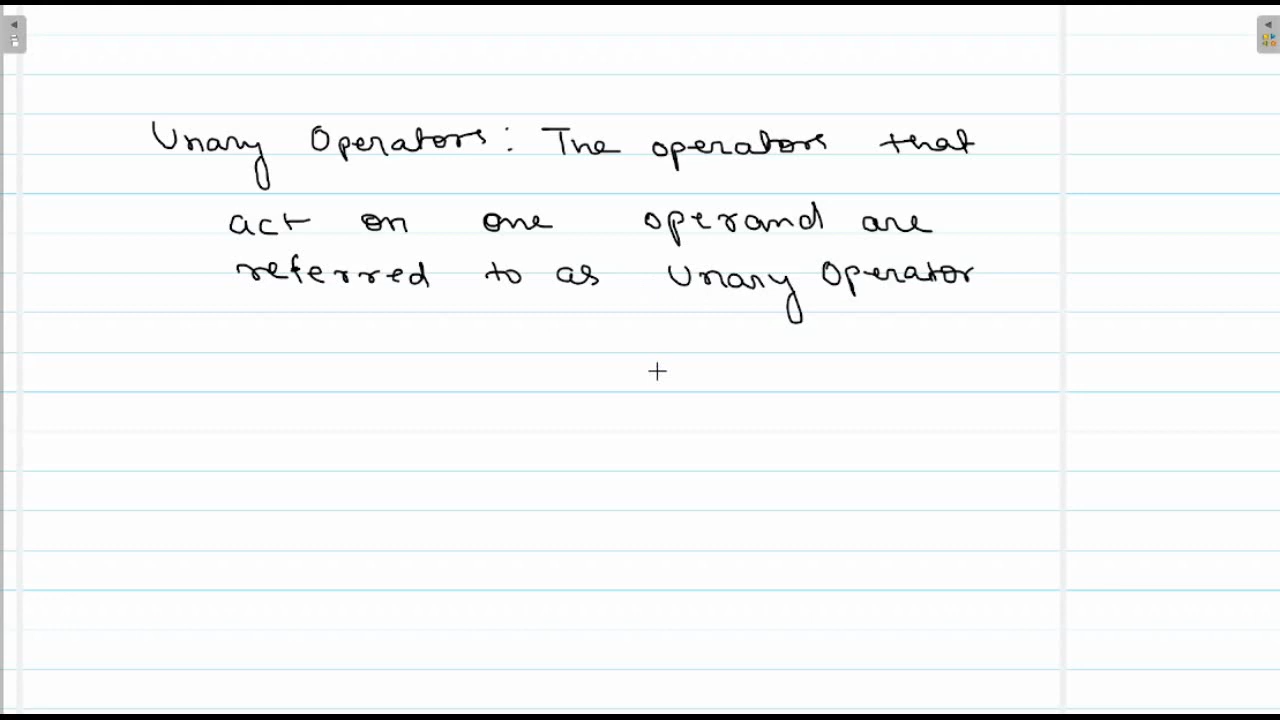 Unary Operators: The operators that
act on one operand are
referred to as Unary Operator